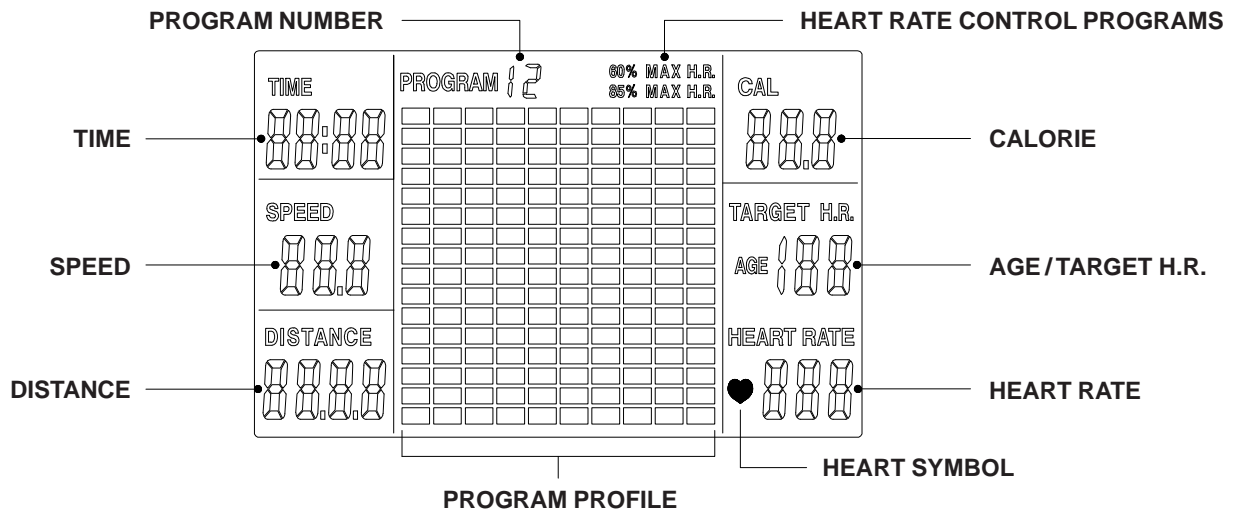 PROGRAM NUMBER
HEART RATE CONTROL PROGRAMS
TIME
PROGRAM 12
60% MAX H.R.
85% MAX H.R.
CAL
TIME
88:88
88.8
CALORIE
SPEED
TARGET H.R.
SPEED
88.8
AGE 188
AGE/TARGET H.R.
DISTANCE
HEART RATE
DISTANCE
88.8.8
888
HEART RATE
HEART SYMBOL
PROGRAM PROFILE